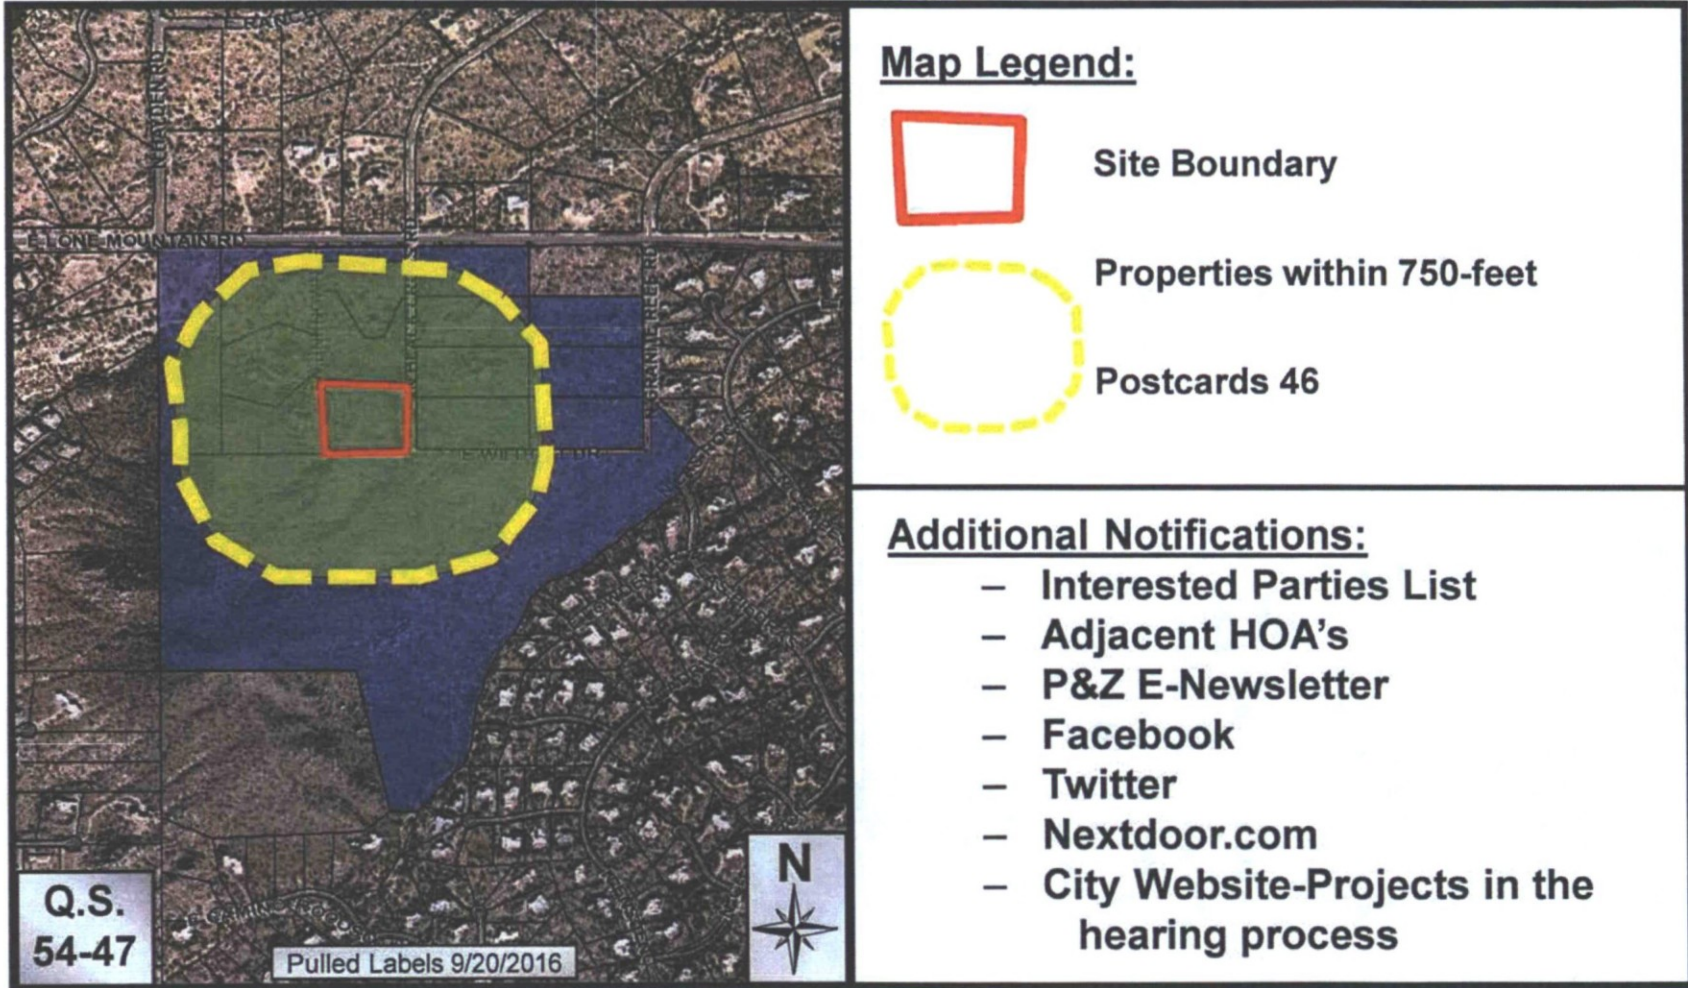 E LONE MOUNTAIN RD
Q.S.
54-47
Pulled Labels 9/20/2016
N
Map Legend:
Site Boundary
Properties within 750-feet
Postcards 46
Additional Notifications:
– Interested Parties List
– Adjacent HOA's
– P&Z E-Newsletter
– Facebook
– Twitter
– Nextdoor.com
– City Website-Projects in the
hearing process